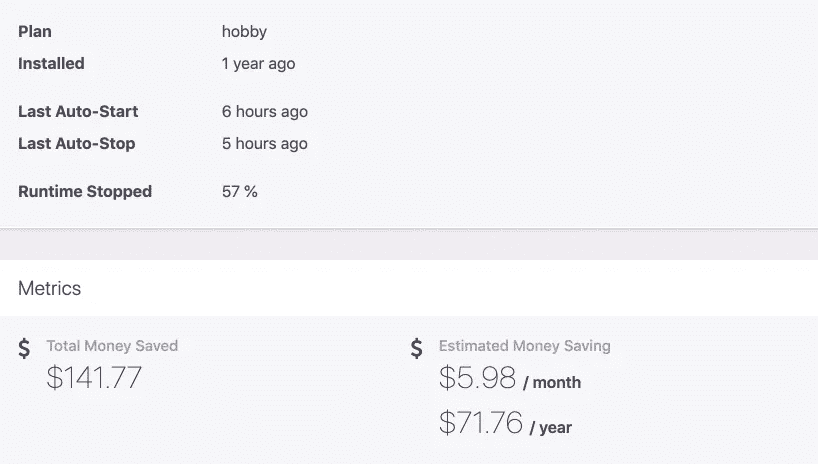 Plan hobby
Installed 1 year ago
Last Auto-Start 6 hours ago
Last Auto-Stop 5 hours ago
Runtime Stopped 57 %
Metrics
$ Total Money Saved
$141.77
$ Estimated Money Saving
$5.98 / month
$71.76 / year